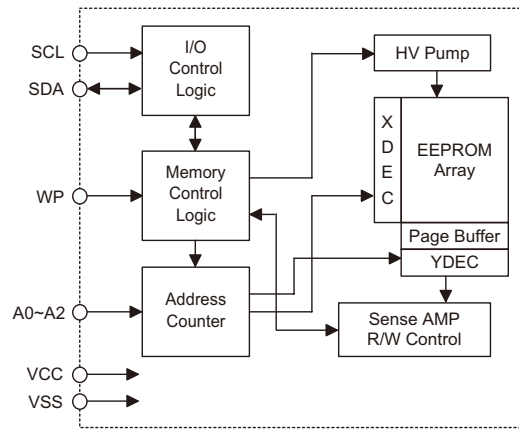 SCL
SDA
WP
A0~A2
VCC
VSS
I/O
Control
Logic
Memory
Control
Logic
Address
Counter
HV Pump
X
D
E
C
EEPROM
Array
Page Buffer
YDEC
Sense AMP
R/W Control